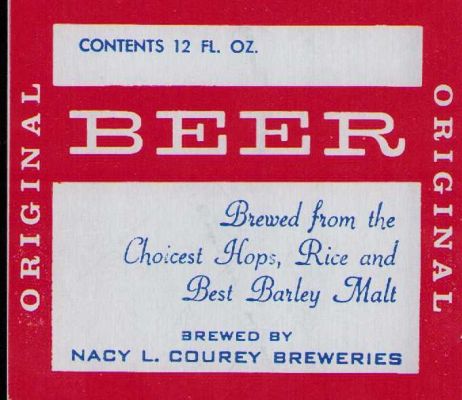 CONTENTS 12 FL. OZ.
BEER
ORIGINAL
ORIGINAL
Brewed from the
Choicest Hops, Rice and
Best Barley Malt
BREWED BY
NACY L. COUREY BREWERIES